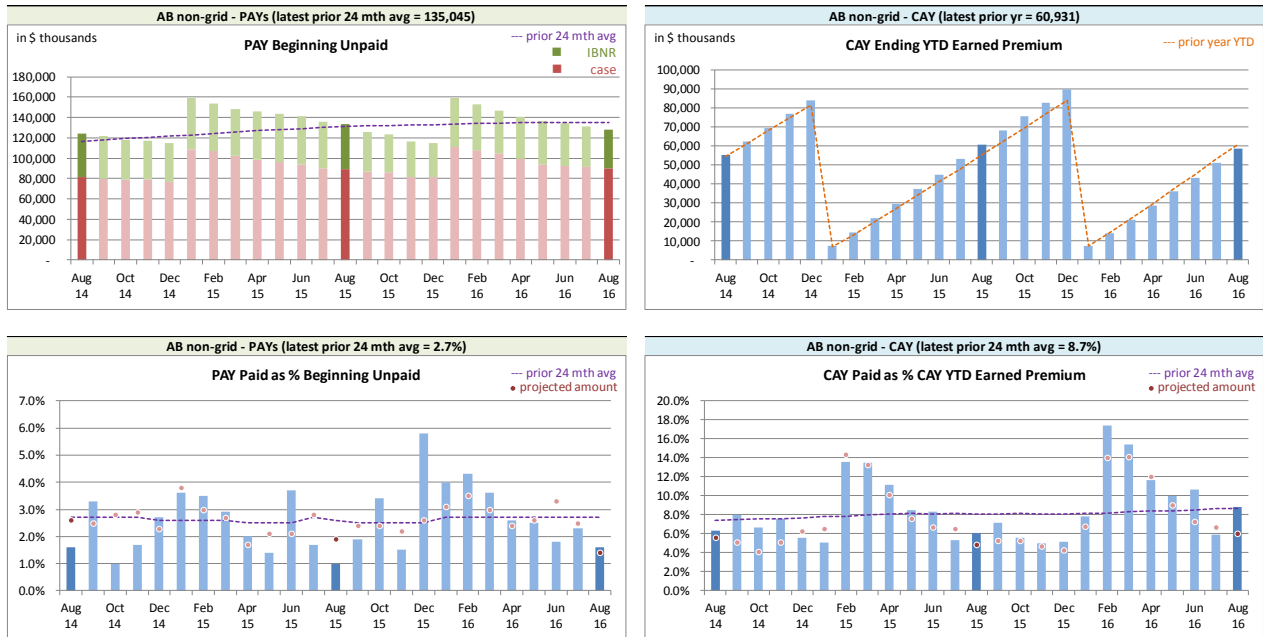 AB non-grid - PAYs (latest prior 24 mth avg = 135,045)
in $ thousands
PAY Beginning Unpaid
--- prior 24 mth avg
IBNR
case
180,000
160,000
140,000
120,000
100,000
80,000
60,000
40,000
20,000
-
Aug Oct Dec Feb Apr Jun Aug Oct Dec Feb Apr Jun Aug
14 14 14 15 15 15 15 15 15 16 16 16 16
AB non-grid - CAY (latest prior yr = 60,931)
in $ thousands
CAY Ending YTD Earned Premium
--- prior year YTD
100,000
90,000
80,000
70,000
60,000
50,000
40,000
30,000
20,000
10,000
-
Aug Oct Dec Feb Apr Jun Aug Oct Dec Feb Apr Jun Aug
14 14 14 15 15 15 15 15 15 16 16 16 16
AB non-grid - PAYs (latest prior 24 mth avg = 2.7%)
PAY Paid as % Beginning Unpaid
--- prior 24 mth avg
projected amount
7.0%
6.0%
5.0%
4.0%
3.0%
2.0%
1.0%
0.0%
Aug Oct Dec Feb Apr Jun Aug Oct Dec Feb Apr Jun Aug
14 14 14 15 15 15 15 15 15 16 16 16 16
AB non-grid - CAY (latest prior 24 mth avg = 8.7%)
CAY Paid as % CAY YTD Earned Premium
--- prior 24 mth avg
projected amount
20.0%
18.0%
16.0%
14.0%
12.0%
10.0%
8.0%
6.0%
4.0%
2.0%
0.0%
Aug Oct Dec Feb Apr Jun Aug Oct Dec Feb Apr Jun Aug
14 14 14 15 15 15 15 15 15 16 16 16 16